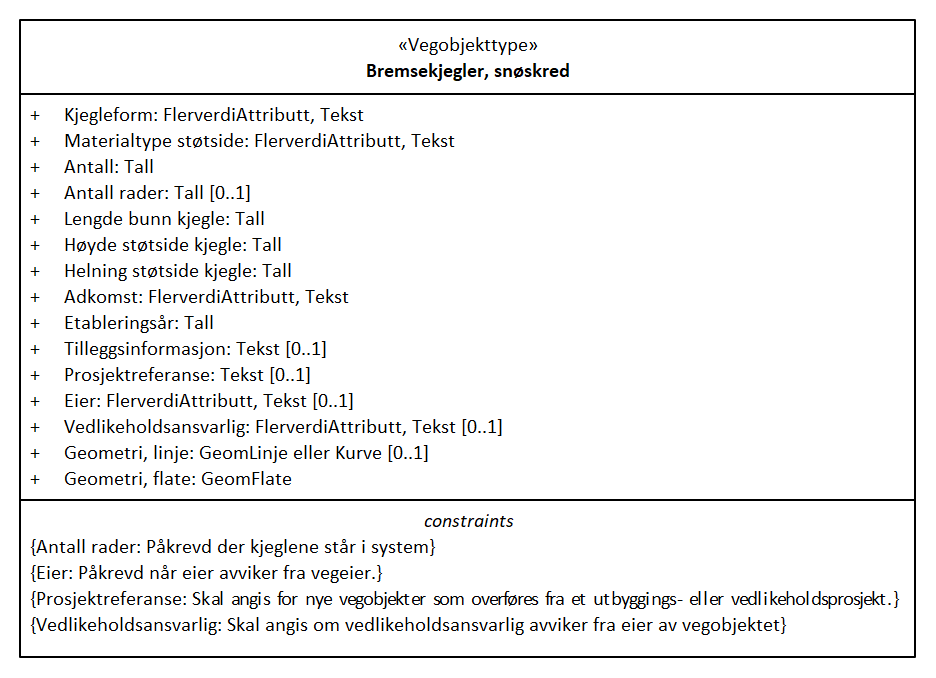 «Vegobjekttype»
Bremsekjegler, snøskred
+ Kjegleform: FlerverdiAttributt, Tekst
+ Materialtype støtside: FlerverdiAttributt, Tekst
+ Antall: Tall
+ Antall rader: Tall [0..1]
+ Lengde bunn kjegle: Tall
+ Høyde støtside kjegle: Tall
+ Helning støtside kjegle: Tall
+ Adkomst: FlerverdiAttributt, Tekst
+ Etableringsår: Tall
+ Tilleggsinformasjon: Tekst [0..1]
+ Prosjektreferanse: Tekst [0..1]
+ Eier: FlerverdiAttributt, Tekst [0..1]
+ Vedlikeholdsansvarlig: FlerverdiAttributt, Tekst [0..1]
+ Geometri, linje: GeomLinje eller Kurve [0..1]
+ Geometri, flate: GeomFlate
constraints
{Antall rader: Påkrevd der kjeglene står i system}
{Eier: Påkrevd når eier avviker fra vegeier.}
{Prosjektreferanse: Skal angis for nye vegobjekter som overføres fra et utbyggings- eller vedlikeholdsprosjekt.}
{Vedlikeholdsansvarlig: Skal angis om vedlikeholdsansvarlig avviker fra eier av vegobjektet}